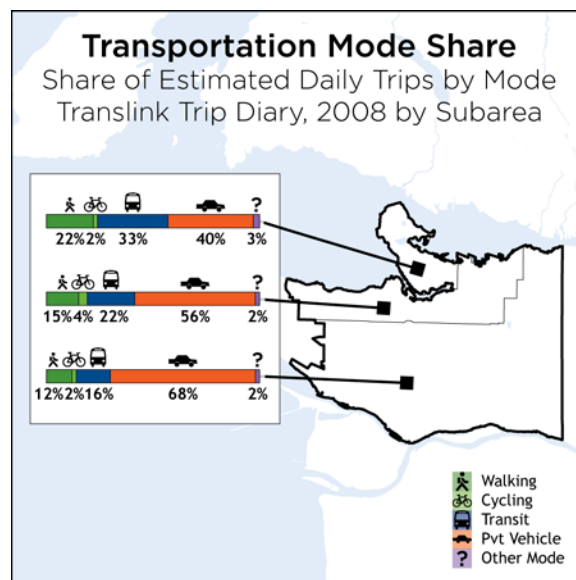 Transportation Mode Share
Share of Estimated Daily Trips by Mode
Translink Trip Diary, 2008 by Subarea
?
22% 2% 33% 40% 3%
?
15% 4% 22% 56% 2%
?
12% 2% 16% 68% 2%
Walking
Cycling
Transit
Pvt Vehicle
? Other Mode